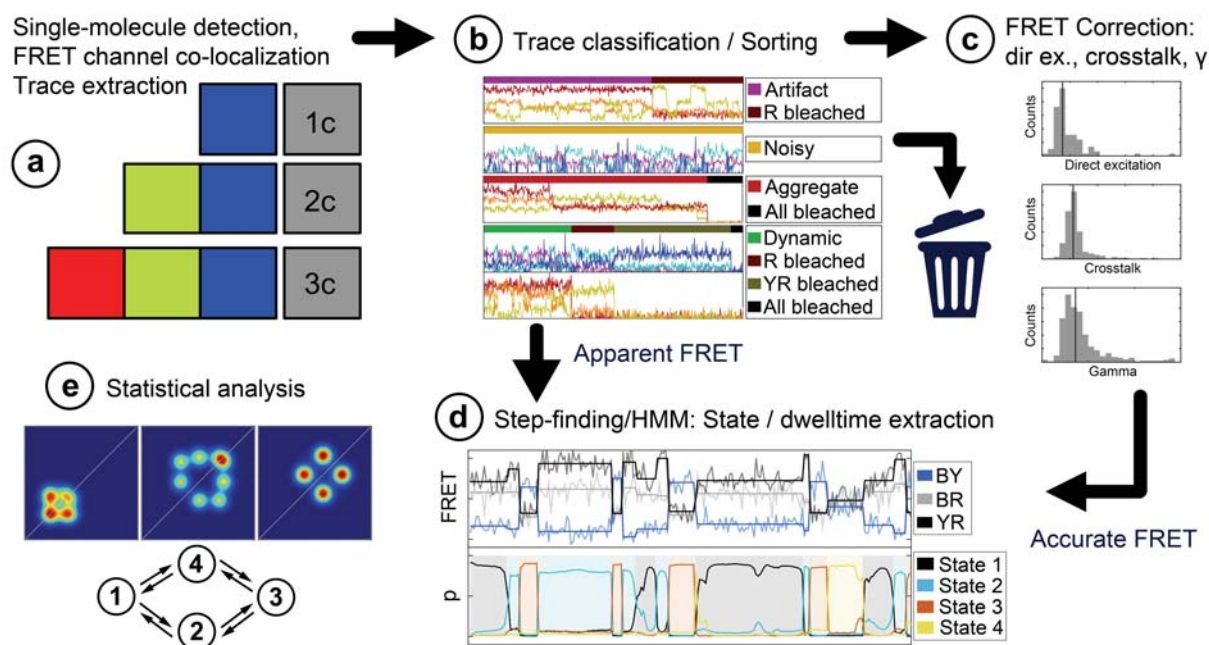 Single-molecule detection,
FRET channel co-localization
Trace extraction
a
1c
2c
3c
b Trace classification / Sorting
Artifact
R bleached
Noisy
Aggregate
All bleached
Dynamic
R bleached
YR bleached
All bleached
c FRET Correction:
dir ex., crosstalk, γ
Counts
Direct excitation
Counts
Crosstalk
Counts
Gamma
Apparent FRET
Accurate FRET
d Step-finding/HMM: State / dwelltime extraction
FRET
BY
BR
YR
p
State 1
State 2
State 3
State 4
e Statistical analysis
4
1
3
2